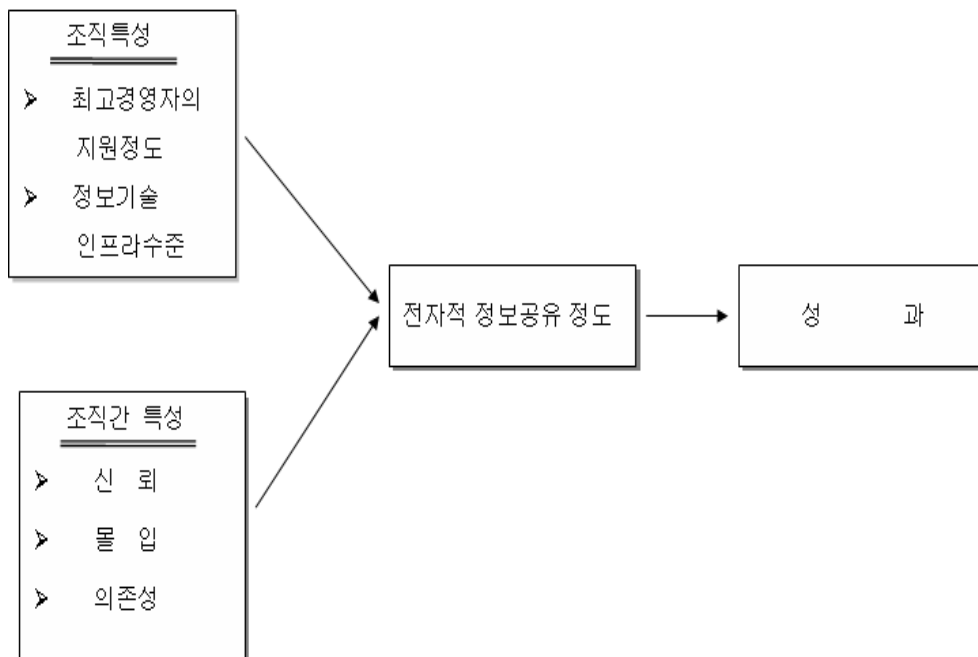 조직특성
➢ 최고경영자의
지원정도
➢ 정보기술
인프라수준
전자적 정보공유 정도
성 과
조직간 특성
➢ 신 뢰
➢ 몰 입
➢ 의존성